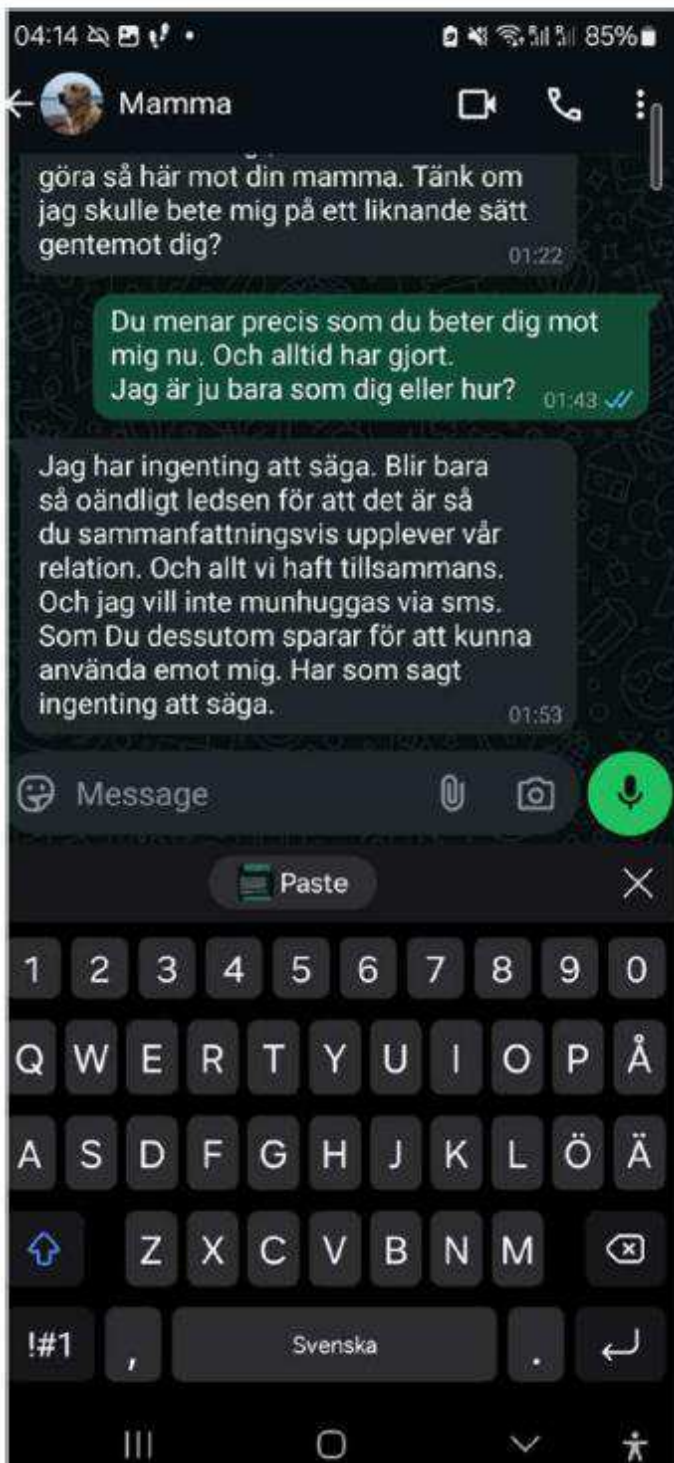 04:14 85%
Mamma
göra så här mot din mamma. Tänk om
jag skulle bete mig på ett liknande sätt
gentemot dig?
01:22
Du menar precis som du beter dig mot
mig nu. Och alltid har gjort.
Jag är ju bara som dig eller hur?
01:43
Jag har ingenting att säga. Blir bara
så oändligt ledsen för att det är så
du sammanfattningsvis upplever vår
relation. Och allt vi haft tillsammans.
Och jag vill inte munhuggas via sms.
Som Du dessutom sparar för att kunna
använda emot mig. Har som sagt
ingenting att säga.
01:53
Message
Paste
1 2 3 4 5 6 7 8 9 0
Q W E R T Y U I O P Å
A S D F G H J K L Ö Ä
Z X C V B N M
!#1 , Svenska .